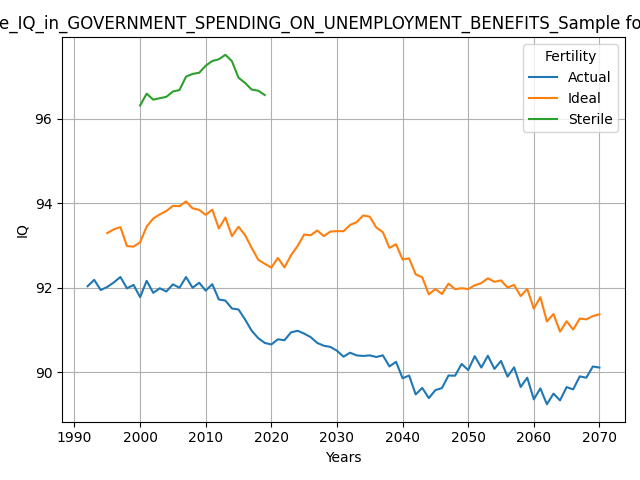 e_IQ_in_GOVERNMENT_SPENDING_ON_UNEMPLOYMENT_BENEFITS_Sample fo
Fertility
Actual
Ideal
Sterile
96
94
92
90
IQ
1990 2000 2010 2020 2030 2040 2050 2060 2070
Years